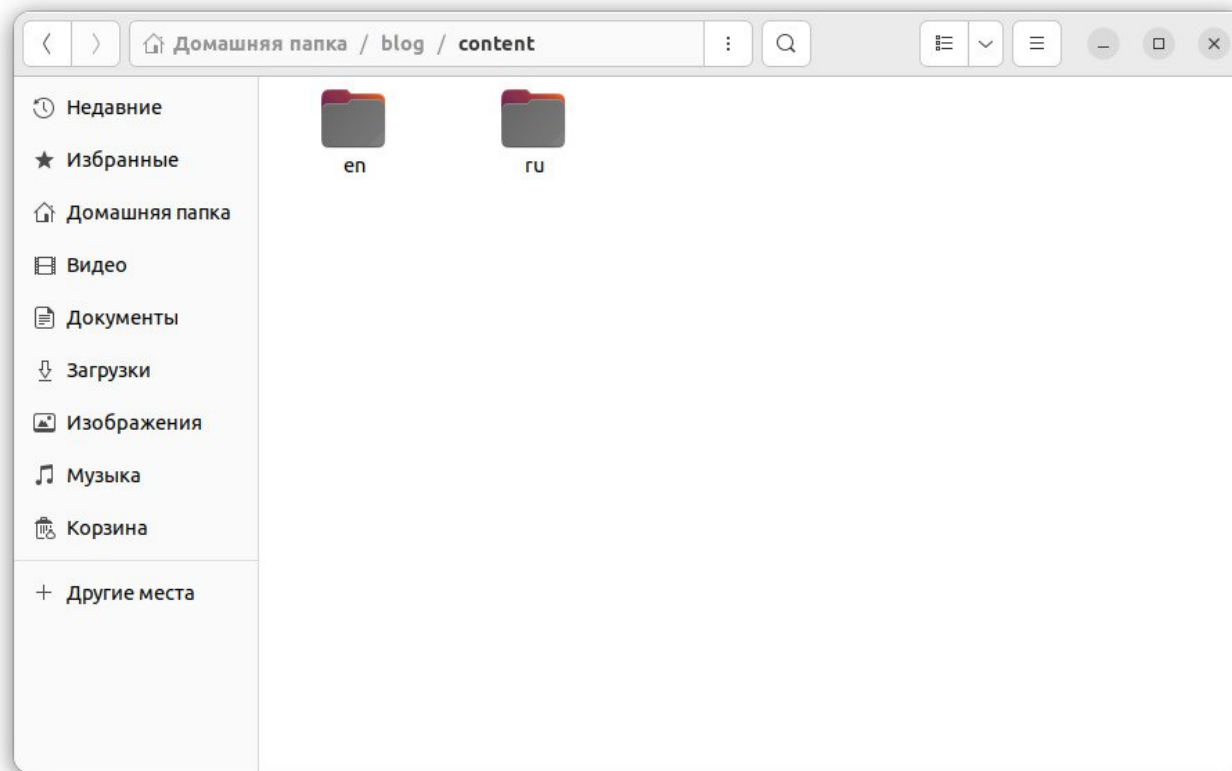 Домашняя папка / blog / content
Недавние
Избранные
Домашняя папка
Видео
Документы
Загрузки
Изображения
Музыка
Корзина
Другие места
en
ru